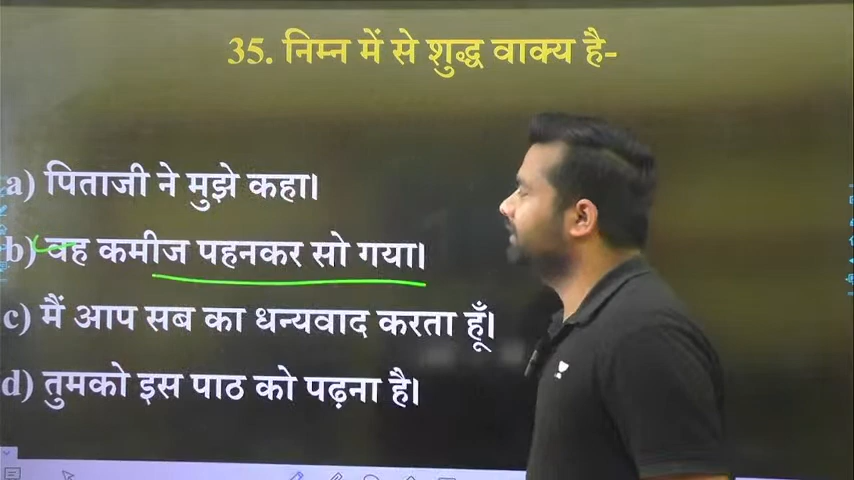 35. निम्न में से शुद्ध वाक्य है-
a) पिताजी ने मुझे कहा।
b) वह कमीज पहनकर सो गया।
c) मैं आप सब का धन्यवाद करता हूँ।
d) तुमको इस पाठ को पढ़ना है।